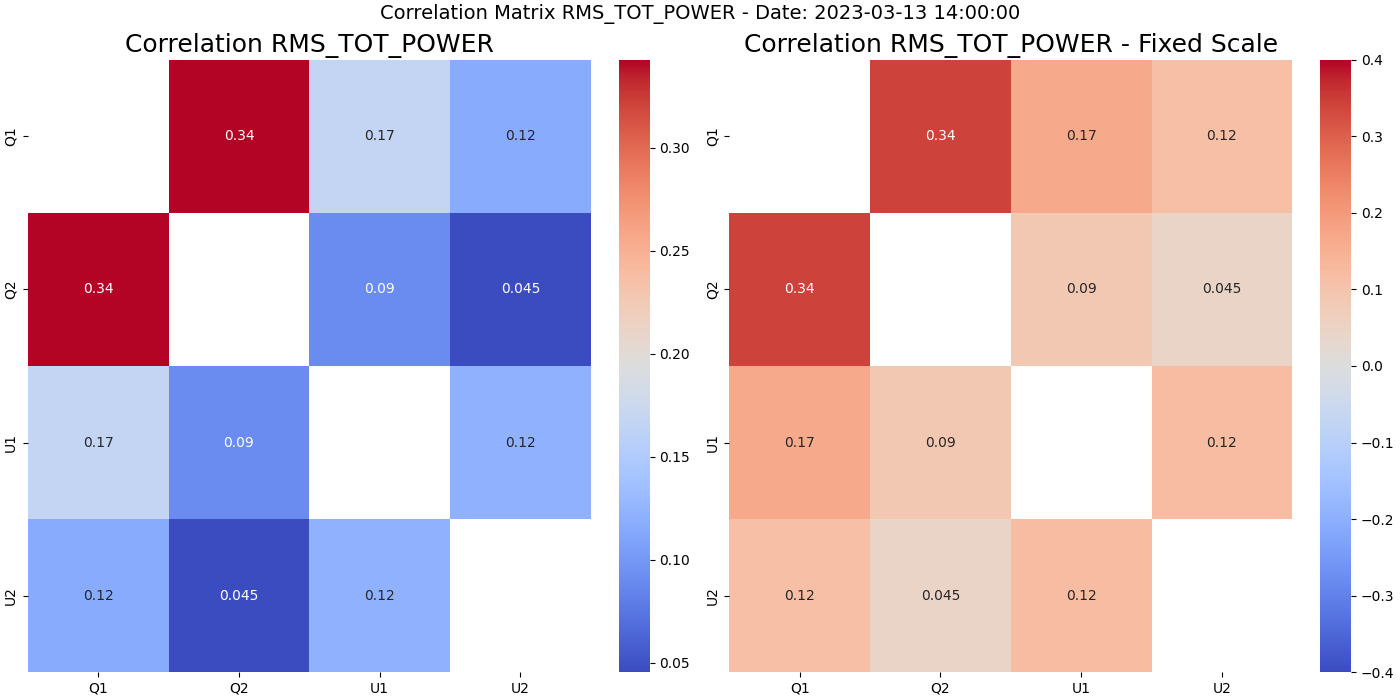 Correlation Matrix RMS_TOT_POWER - Date: 2023-03-13 14:00:00
Correlation RMS_TOT_POWER
Q1
0.34
0.17
0.12
Q2
0.34
0.09
0.045
U1
0.17
0.09
0.12
U2
0.12
0.045
0.12
Q1
Q2
U1
U2
0.30
0.25
0.20
0.15
0.10
0.05
Correlation RMS_TOT_POWER - Fixed Scale
Q1
0.34
0.17
0.12
Q2
0.34
0.09
0.045
U1
0.17
0.09
0.12
U2
0.12
0.045
0.12
Q1
Q2
U1
U2
0.4
0.3
0.2
0.1
0.0
−0.1
−0.2
−0.3
−0.4